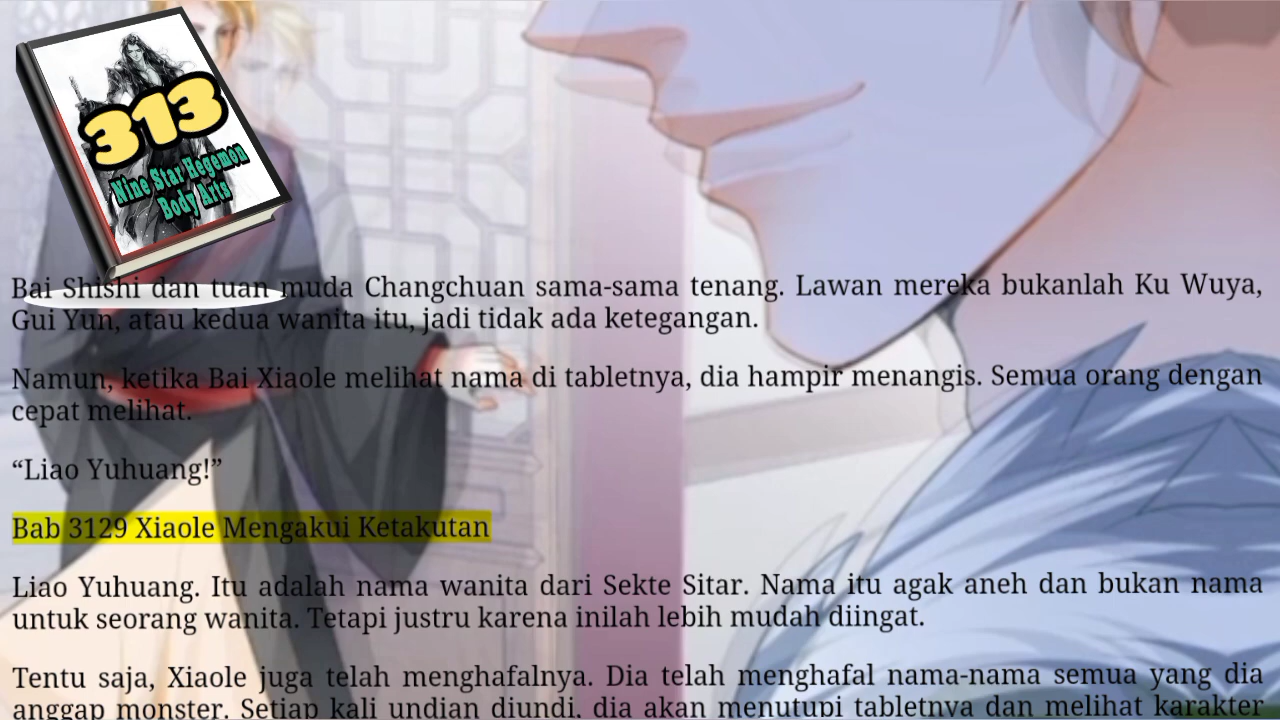 313
Nine Star Hegemon
Body Arts
Bai Shishi dan tuan muda Changchuan sama-sama tenang. Lawan mereka bukanlah Ku Wuya,
Gui Yun, atau kedua wanita itu, jadi tidak ada ketegangan.
Namun, ketika Bai Xiaole melihat nama di tabletnya, dia hampir menangis. Semua orang dengan
cepat melihat.
“Liao Yuhuang!”
Bab 3129 Xiaole Mengakui Ketakutan
Liao Yuhuang. Itu adalah nama wanita dari Sekte Sitar. Nama itu agak aneh dan bukan nama
untuk seorang wanita. Tetapi justru karena inilah lebih mudah diingat.
Tentu saja, Xiaole juga telah menghafalnya. Dia telah menghafal nama-nama semua yang dia
anggap monster. Setiap kali undian diundi, dia akan menutupi tabletnya dan melihat karakter